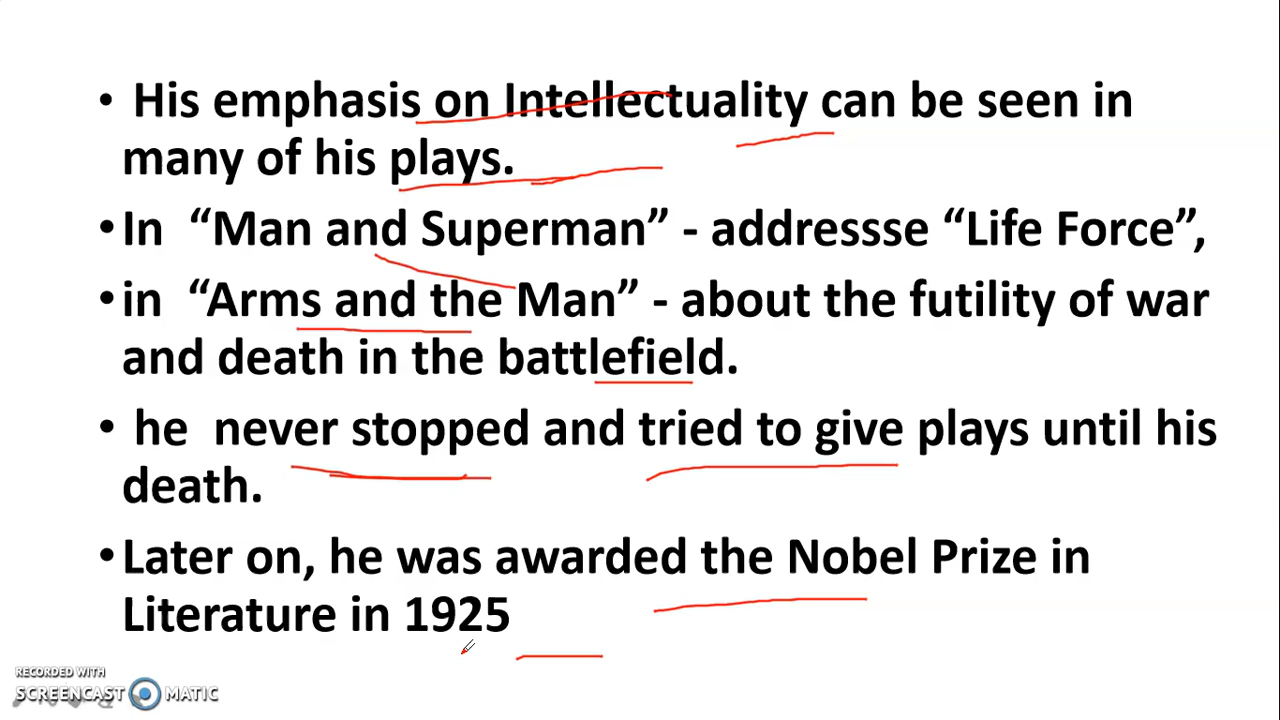 • His emphasis on Intellectuality can be seen in
many of his plays.
• In “Man and Superman” - addressse “Life Force”,
• in “Arms and the Man” - about the futility of war
and death in the battlefield.
• he never stopped and tried to give plays until his
death.
• Later on, he was awarded the Nobel Prize in
Literature in 1925
RECORDED WITH
SCREENCAST MATIC